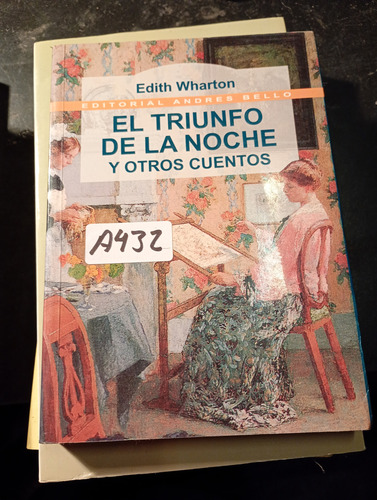 Edith Wharton
EDITORIAL ANDRES BELLO
EL TRIUNFO
DE LA NOCHE
Y OTROS CUENTOS
A432